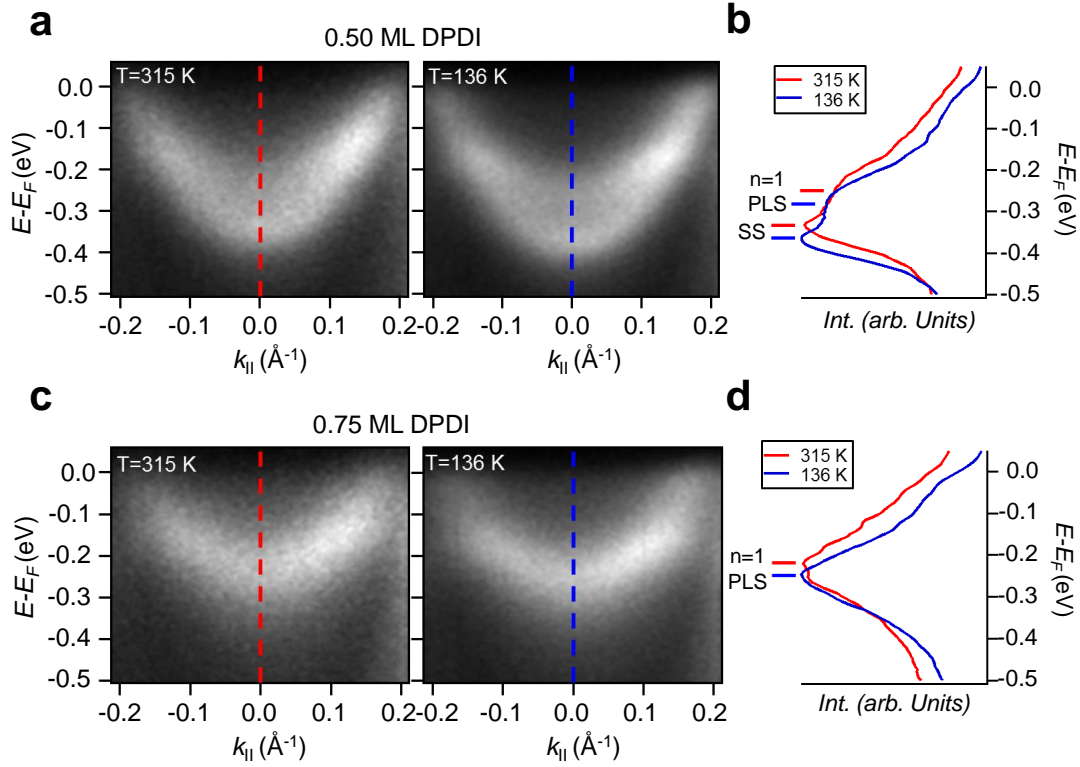 a
0.50 ML DPDI
T=315 K
T=136 K
0.0
-0.1
-0.2
-0.3
-0.4
-0.5
E-E_F (eV)
-0.2 -0.1 0.0 0.1 0.2
-0.2 -0.1 0.0 0.1 0.2
k_II (Å⁻¹)
k_II (Å⁻¹)
b
315 K
136 K
n=1
PLS
SS
0.0
-0.1
-0.2
-0.3
-0.4
-0.5
E-E_F (eV)
Int. (arb. Units)
c
0.75 ML DPDI
T=315 K
T=136 K
0.0
-0.1
-0.2
-0.3
-0.4
-0.5
E-E_F (eV)
-0.2 -0.1 0.0 0.1 0.2
-0.2 -0.1 0.0 0.1 0.2
k_II (Å⁻¹)
k_II (Å⁻¹)
d
315 K
136 K
n=1
PLS
0.0
-0.1
-0.2
-0.3
-0.4
-0.5
E-E_F (eV)
Int. (arb. Units)